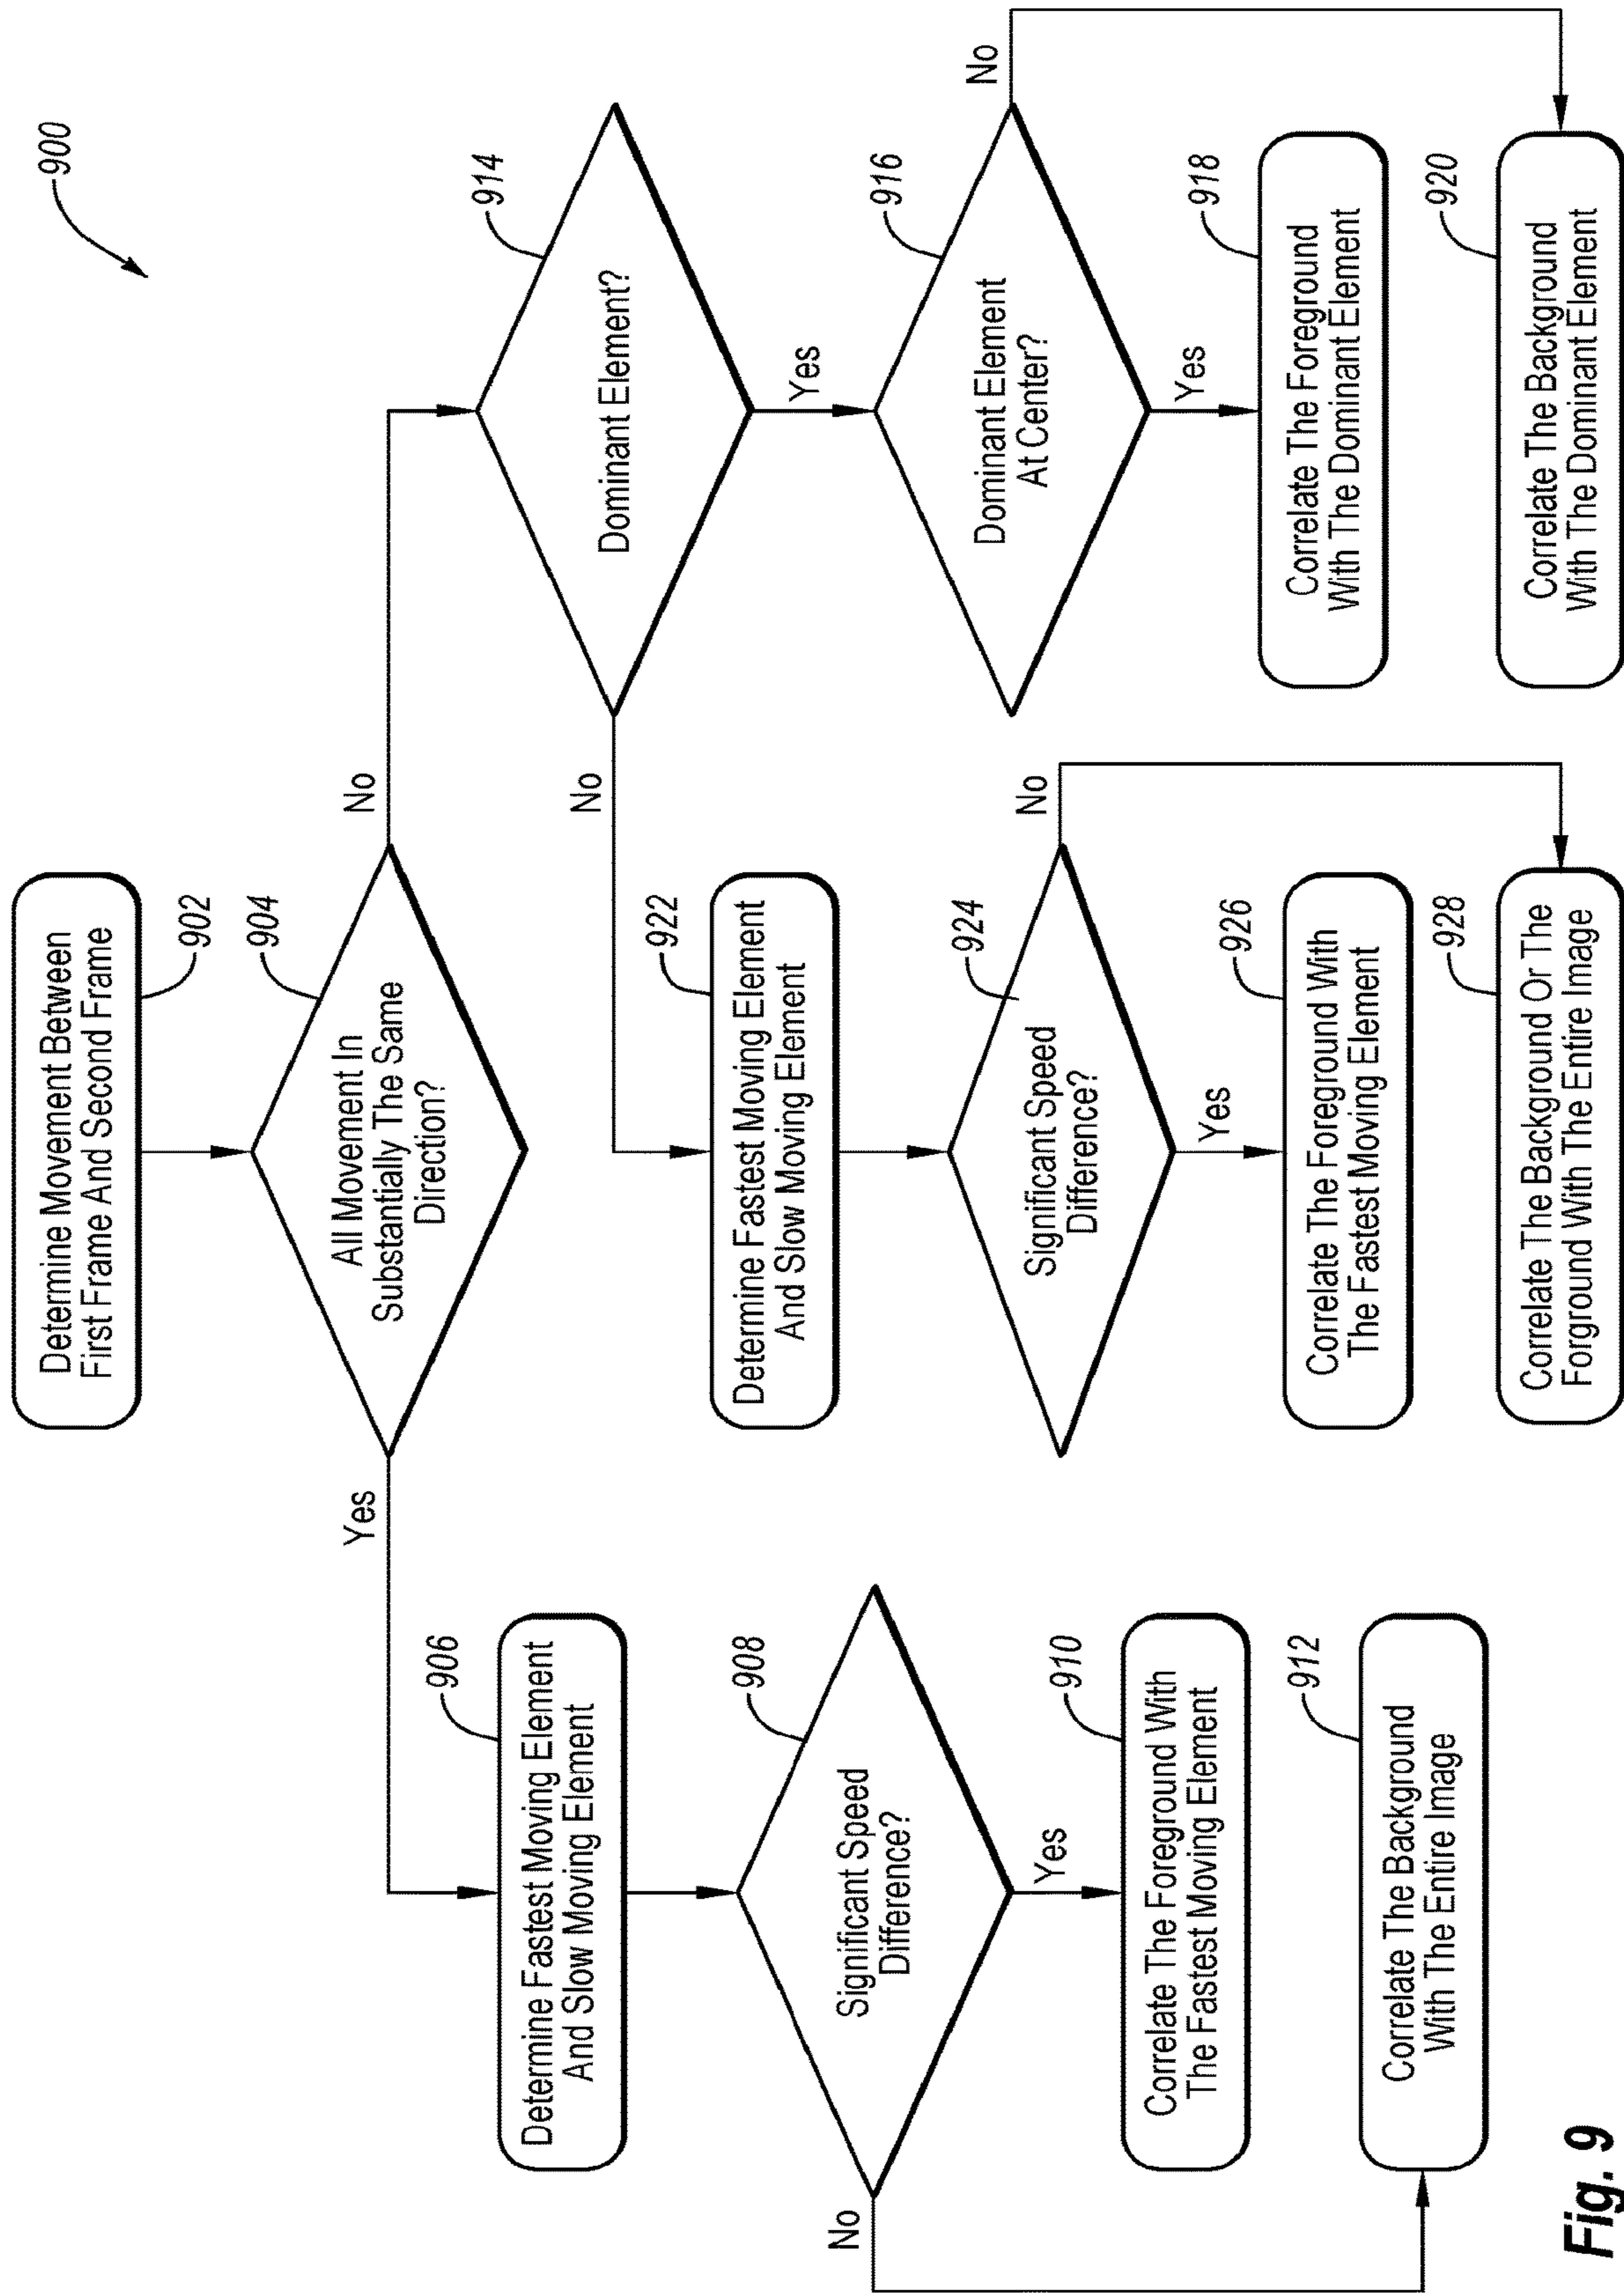 900
Determine Movement Between
First Frame And Second Frame
902
904
All Movement In
Substantially The Same
Direction?
Yes
No
906
Determine Fastest Moving Element
And Slow Moving Element
908
Significant Speed
Difference?
No
Yes
910
Correlate The Foreground With
The Fastest Moving Element
912
Correlate The Background
With The Entire Image
914
Dominant Element?
No
Yes
916
Dominant Element
At Center?
No
Yes
918
Correlate The Foreground
With The Dominant Element
920
Correlate The Background
With The Dominant Element
922
Determine Fastest Moving Element
And Slow Moving Element
924
Significant Speed
Difference?
No
Yes
926
Correlate The Foreground With
The Fastest Moving Element
928
Correlate The Background Or The
Forground With The Entire Image
Fig. 9